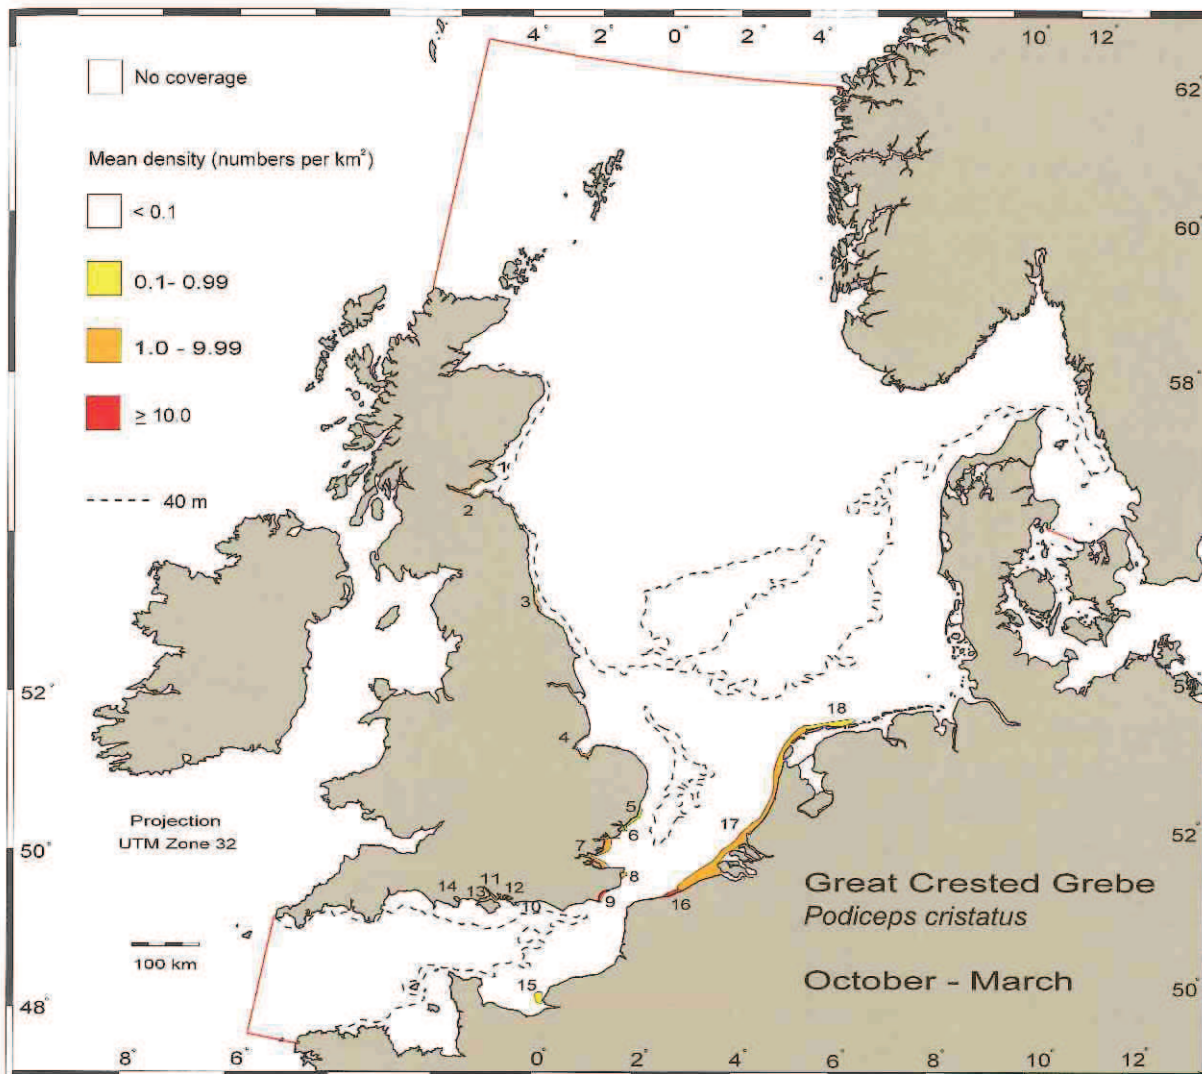 4° 2° 0° 2° 4° 10° 12°
No coverage
Mean density (numbers per km²)
< 0.1
0.1- 0.99
1.0 - 9.99
≥ 10.0
40 m
62°
60°
58°
52°
50°
48°
52°
50°
1
2
3
4
5
6
7
8
9
10
11
12
13
14
15
16
17
18
Projection
UTM Zone 32
100 km
Great Crested Grebe
Podiceps cristatus
October - March
8° 6° 0° 2° 4° 6° 8° 10° 12°